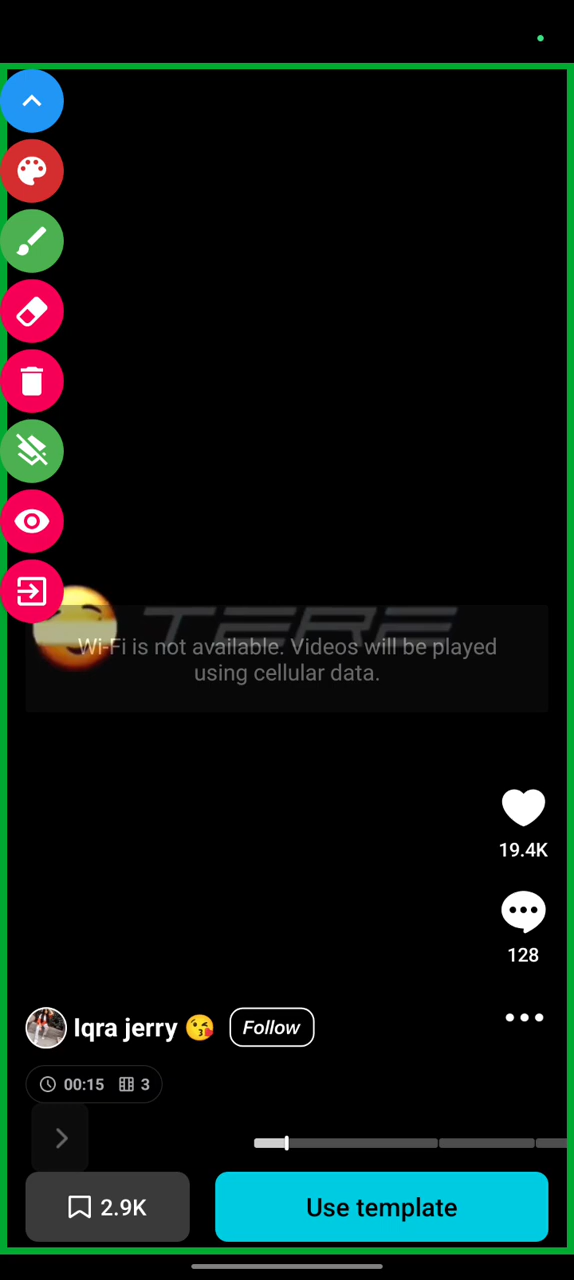 TERE
Wi-Fi is not available. Videos will be played
using cellular data.
19.4K
128
Iqra jerry 😘 Follow
00:15 3
2.9K Use template